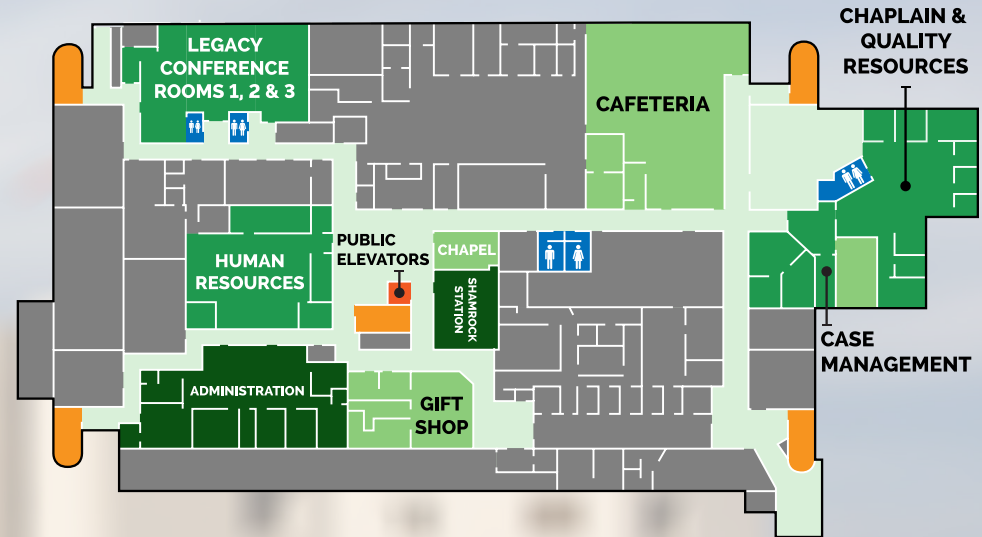 LEGACY
CONFERENCE
ROOMS 1, 2 & 3
CAFETERIA
CHAPLAIN &
QUALITY
RESOURCES
HUMAN
RESOURCES
PUBLIC
ELEVATORS
CHAPEL
SHAMROCK
STATION
CASE
MANAGEMENT
ADMINISTRATION
GIFT
SHOP